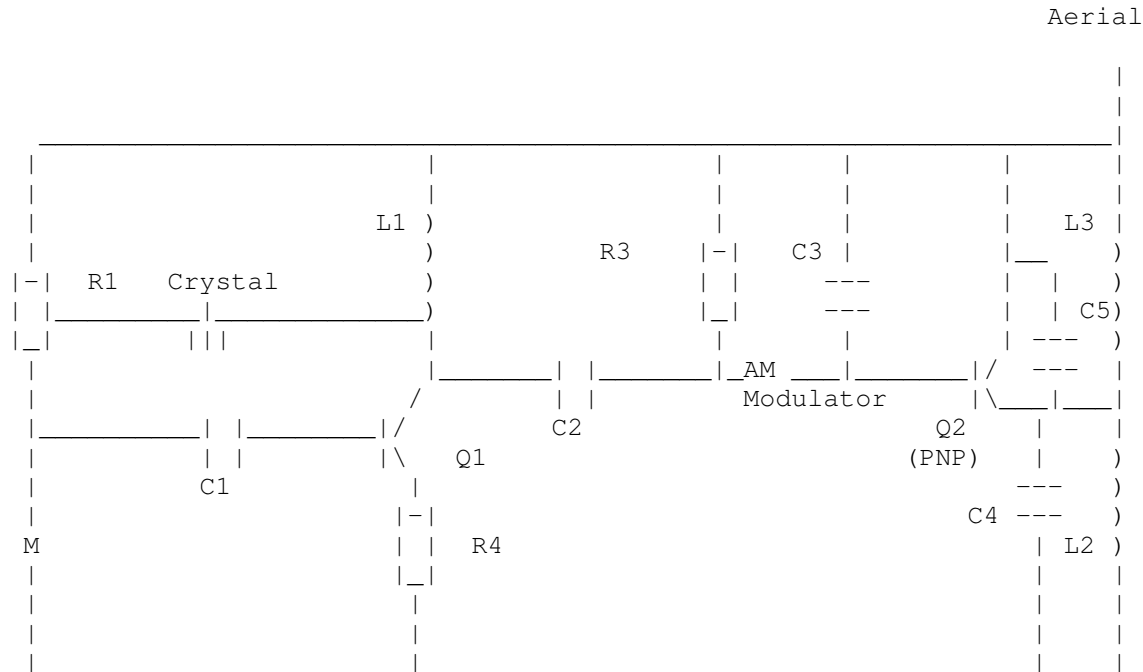 Aerial
L1 L3
R3 C3
R1 Crystal
C5
AM
Modulator
C2 Q2
Q1 (PNP)
C1
C4
M R4 L2